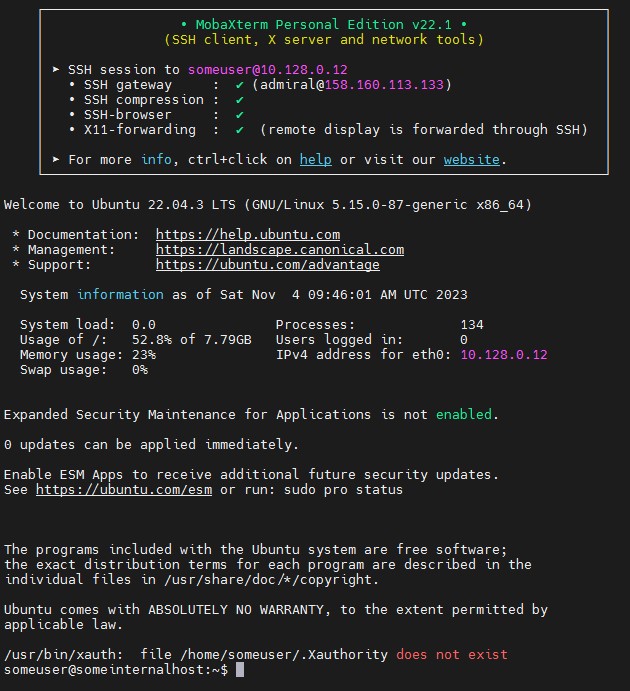 • MobaXterm Personal Edition v22.1 •
(SSH client, X server and network tools)
➤ SSH session to someuser@10.128.0.12
• SSH gateway     :  ✔ (admiral@158.160.113.133)
• SSH compression :  ✔
• SSH-browser     :  ✔
• X11-forwarding  :  ✔  (remote display is forwarded through SSH)
➤ For more info, ctrl+click on help or visit our website.
Welcome to Ubuntu 22.04.3 LTS (GNU/Linux 5.15.0-87-generic x86_64)
* Documentation:  https://help.ubuntu.com
* Management:     https://landscape.canonical.com
* Support:        https://ubuntu.com/advantage
System information as of Sat Nov  4 09:46:01 AM UTC 2023
System load:  0.0               Processes:             134
Usage of /:   52.8% of 7.79GB   Users logged in:       0
Memory usage: 23%               IPv4 address for eth0: 10.128.0.12
Swap usage:   0%
Expanded Security Maintenance for Applications is not enabled.
0 updates can be applied immediately.
Enable ESM Apps to receive additional future security updates.
See https://ubuntu.com/esm or run: sudo pro status
The programs included with the Ubuntu system are free software;
the exact distribution terms for each program are described in the
individual files in /usr/share/doc/*/copyright.
Ubuntu comes with ABSOLUTELY NO WARRANTY, to the extent permitted by
applicable law.
/usr/bin/xauth:  file /home/someuser/.Xauthority does not exist
someuser@someinternalhost:~$